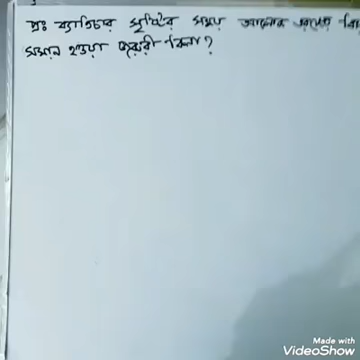 প্রঃ ব্যাতিচার সৃষ্টির সময় আলোক তরঙ্গের বি
সমান হওয়া জরুরী কিনা?
Made with
VideoShow